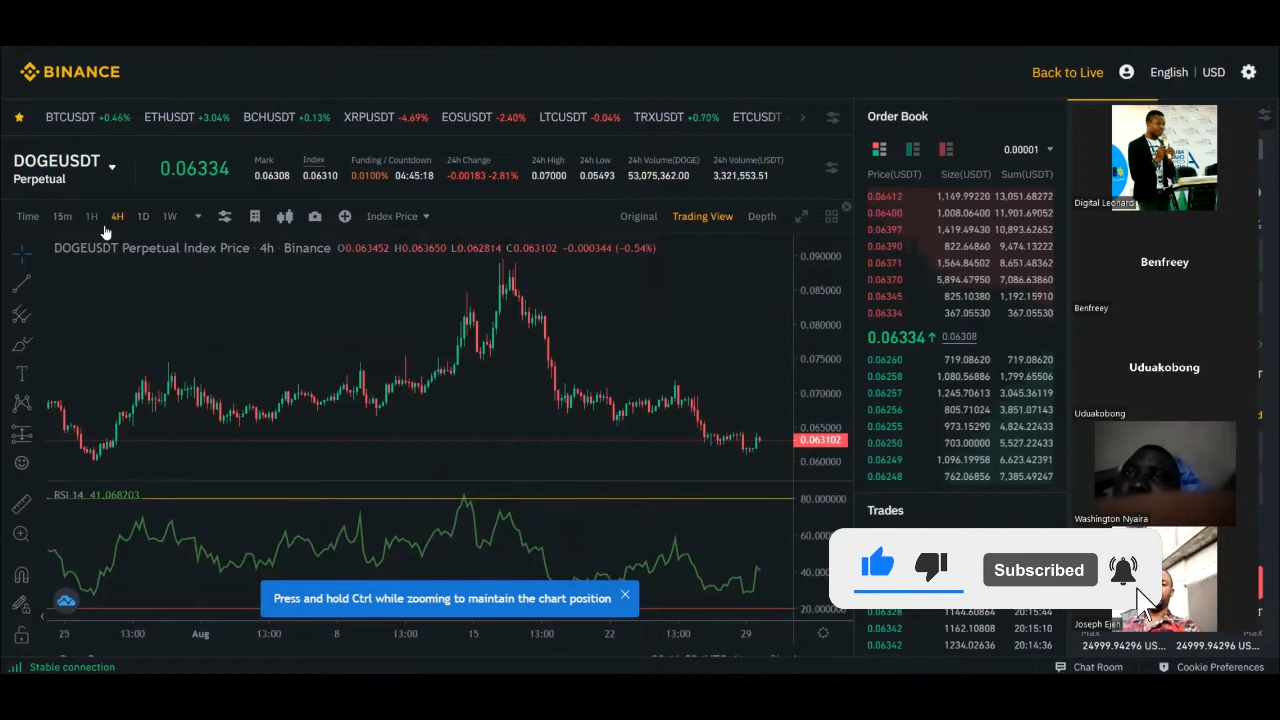 BINANCE
Back to Live
English | USD
BTCUSDT +0.46% ETHUSDT +3.04% BCHUSDT +0.13% XRPUSDT -4.69% EOSUSDT -2.40% LTCUSDT -0.04% TRXUSDT +0.70% ETCUSDT
DOGEUSDT
Perpetual
0.06334
Mark
0.06308
Index
0.06310
Funding / Countdown
0.0100% 04:45:18
24h Change
-0.00183 -2.81%
24h High
0.07000
24h Low
0.05493
24h Volume(DOGE)
53,075,362.00
24h Volume(USDT)
3,321,553.51
Time 15m 1H 4H 1D 1W
Index Price
Original Trading View Depth
DOGEUSDT Perpetual Index Price · 4h · Binance O0.063452 H0.063650 L0.062814 C0.063102 -0.000344 (-0.54%)
0.090000
0.085000
0.080000
0.075000
0.070000
0.065000
0.063102
0.060000
RSI 14 41.068203
80.000000
60.0000
40.0000
20.0000
Press and hold Ctrl while zooming to maintain the chart position
25 13:00 Aug 13:00 8 13:00 15 13:00 22 13:00 29
Order Book
0.00001
Price(USDT) Size(USDT) Sum(USDT)
0.06412 1,149.99220 13,051.68272
0.06400 1,008.06400 11,901.69052
0.06397 1,419.49430 10,893.62652
0.06390 822.64860 9,474.13222
0.06371 1,564.84502 8,651.48362
0.06370 5,894.47950 7,086.63860
0.06345 825.10380 1,192.15910
0.06334 367.05530 367.05530
0.06334 0.06308
0.06260 719.08620 719.08620
0.06258 1,080.56886 1,799.65506
0.06257 1,245.70613 3,045.36119
0.06256 805.71024 3,851.07143
0.06255 973.15290 4,824.22433
0.06250 703.00000 5,527.22433
0.06249 1,096.19958 6,623.42391
0.06248 762.06856 7,385.49247
Trades
0.06328 1144.60864 20:15:44
0.06342 1162.10808 20:15:10
0.06342 1234.02656 20:14:36
Digital Leonard
Benfreey
Benfreey
Uduakobong
Uduakobong
Washington Nyaira
Joseph Ejeh
Subscribed
24999.94296 US... 24999.94296 US...
Stable connection
Chat Room Cookie Preferences